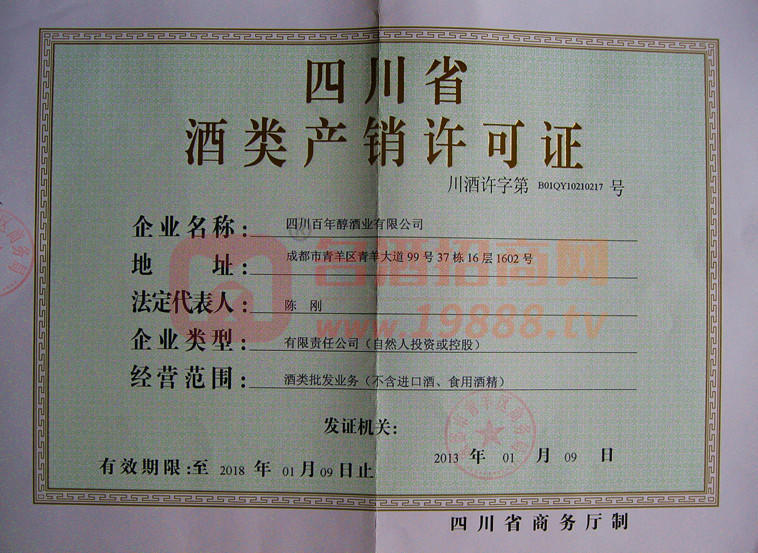 四川省
酒类产销许可证
川酒许字第 B01QY10210217 号
企业名称: 四川百年醇酒业有限公司
地 址: 成都市青羊区青羊大道99号37栋16层1602号
法定代表人: 陈 刚
企业类型: 有限责任公司(自然人投资或控股)
经营范围: 酒类批发业务(不含进口酒、食用酒精)
发证机关:
有效期限:至 2018 年 01 月 09 日止
2013 年 01 月 09 日
四川省商务厅制
名酒招商网
www.19888.tv